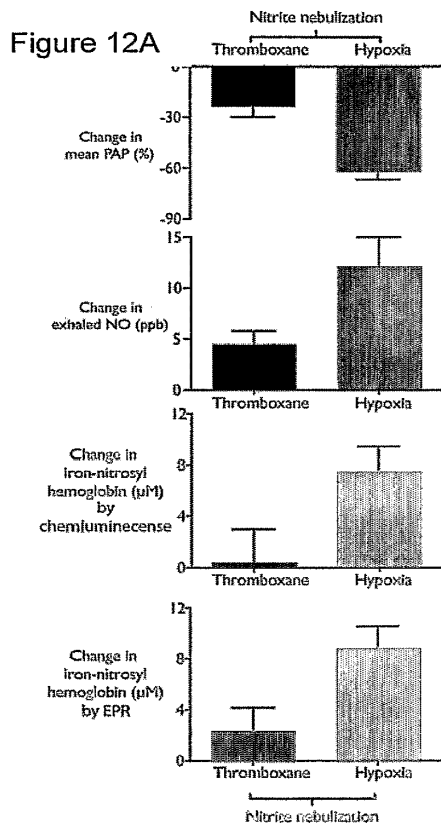 Nitrite nebulization
Figure 12A
Thromboxane Hypoxia
0
-30
-60
-90
Change in
mean PAP (%)
15
10
5
0
Change in
exhaled NO (ppb)
Thromboxane Hypoxia
12
8
4
0
Change in
iron-nitrosyl
hemoglobin (µM)
by
chemluminecense
Thromboxane Hypoxia
12
8
4
0
Change in
iron-nitrosyl
hemoglobin (µM)
by EPR
Thromboxane Hypoxia
Nitrite nebulization